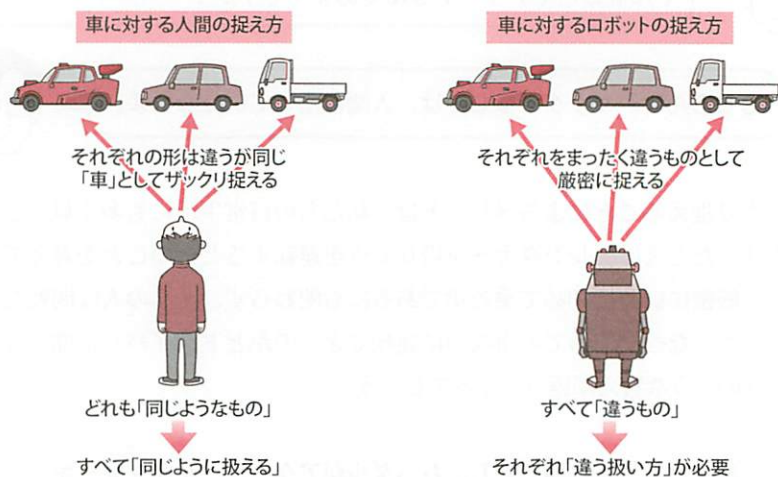 車に対する人間の捉え方
それぞれの形は違うが同じ
「車」としてザックリ捉える
どれも「同じようなもの」
すべて「同じように扱える」
車に対するロボットの捉え方
それぞれをまったく違うものとして
厳密に捉える
すべて「違うもの」
それぞれ「違う扱い方」が必要